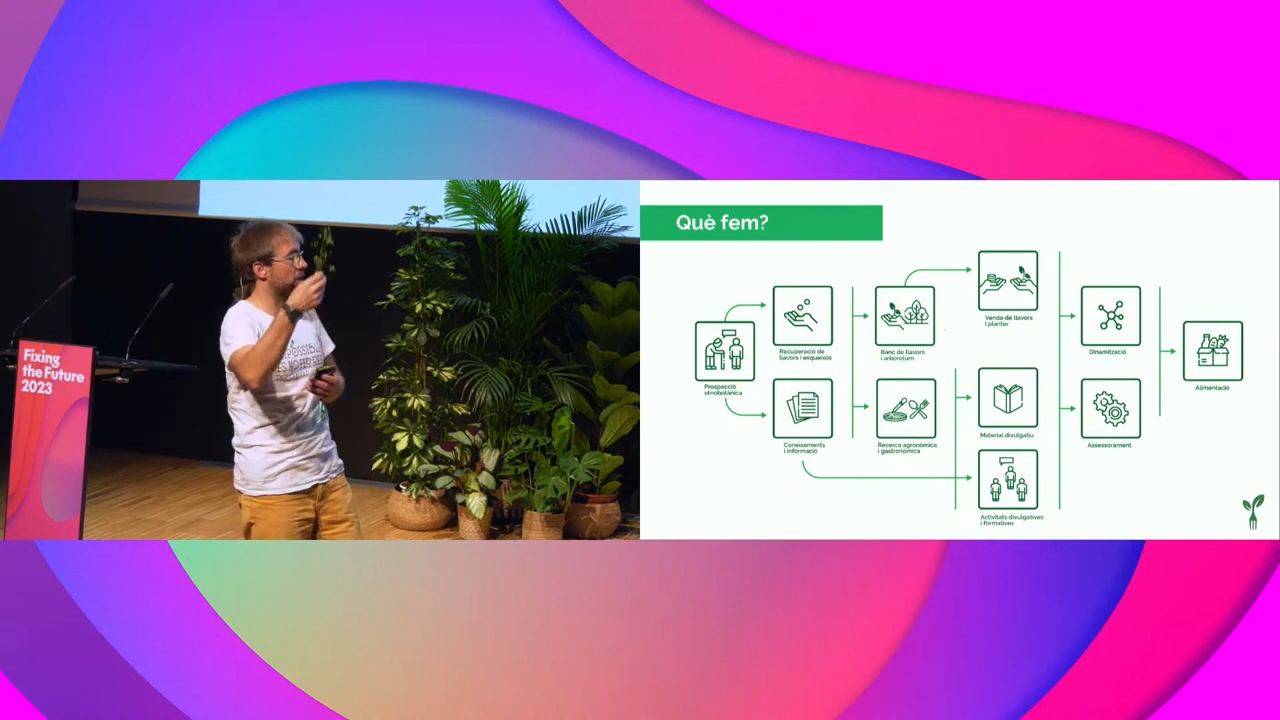 Fixing
the Future
2023
Què fem?
Prospecció
etnobotànica
Recuperació de
llavors i esqueixos
Coneixements
i informació
Banc de llavors
i arboretum
Recerca agronòmica
i gastronòmica
Venda de llavors
i planter
Material divulgatiu
Activitats divulgatives
i formatives
Dinamització
Assessorament
Alimentació